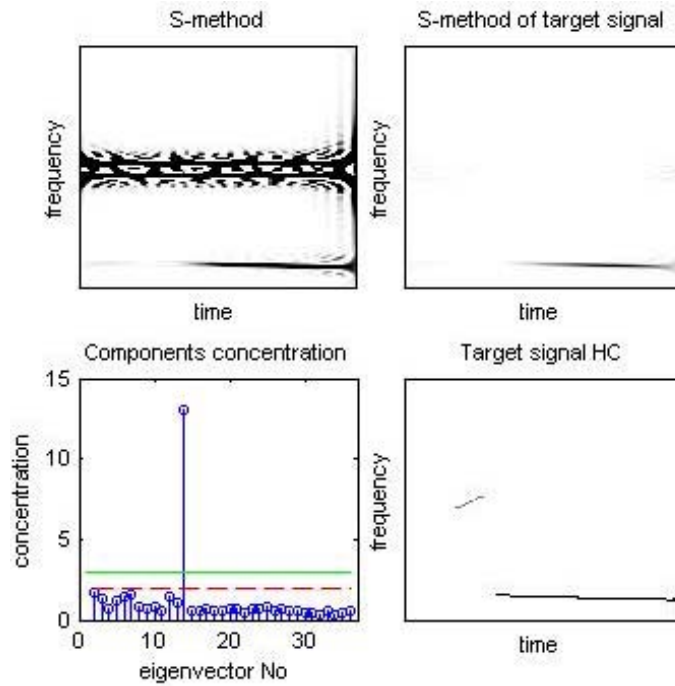 S-method
S-method of target signal
frequency
frequency
time
time
Components concentration
Target signal HC
15
10
5
0
concentration
frequency
0
10
20
30
eigenvector No
time